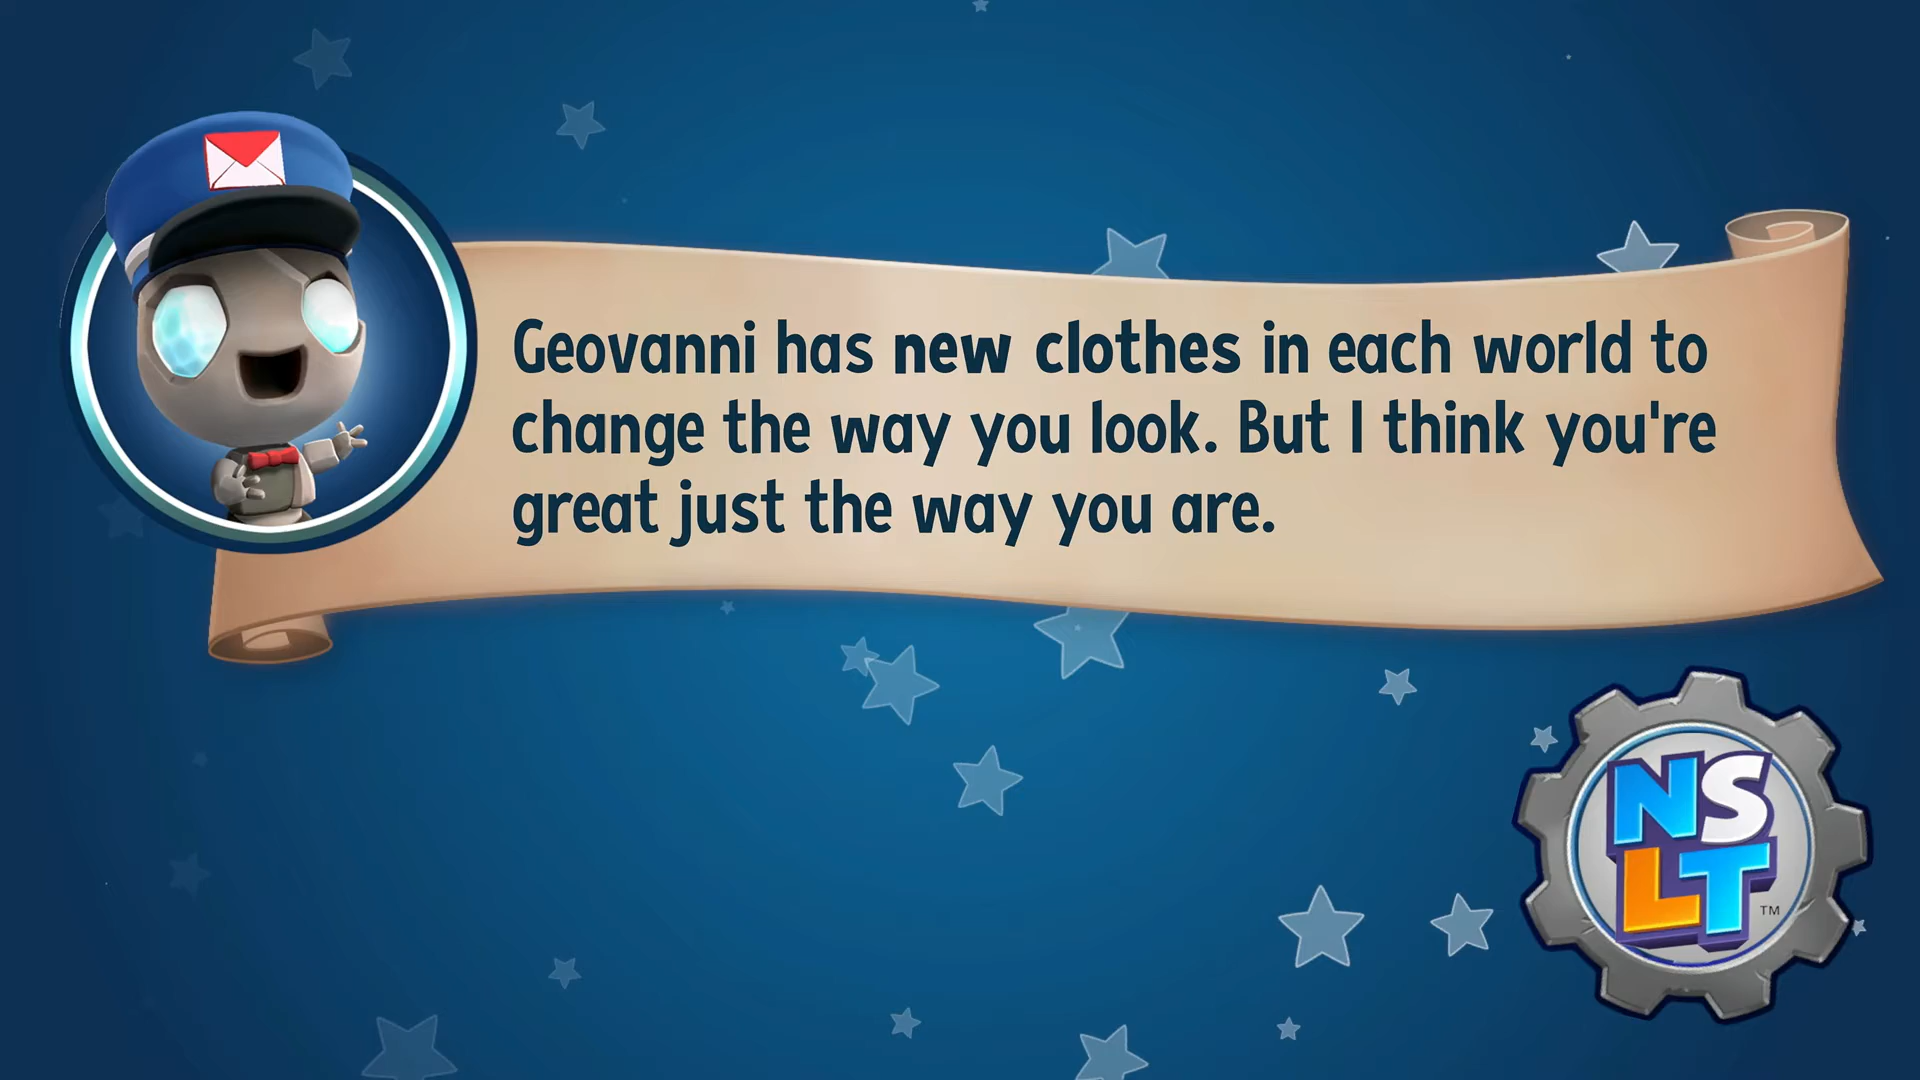 Geovanni has new clothes in each world to
change the way you look. But I think you're
great just the way you are.
NS
LT
TM